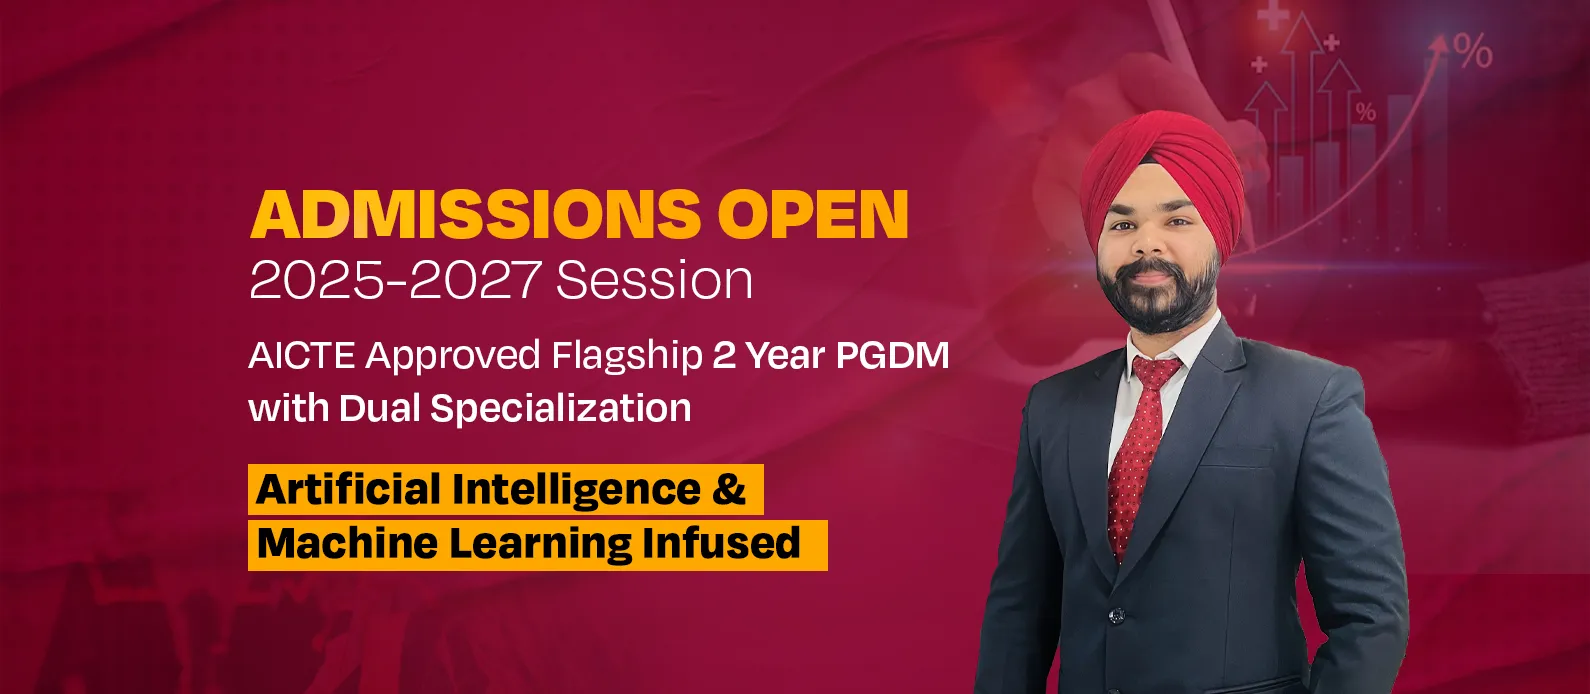 ADMISSIONS OPEN
2025-2027 Session
AICTE Approved Flagship 2 Year PGDM
with Dual Specialization
Artificial Intelligence &
Machine Learning Infused
%
%